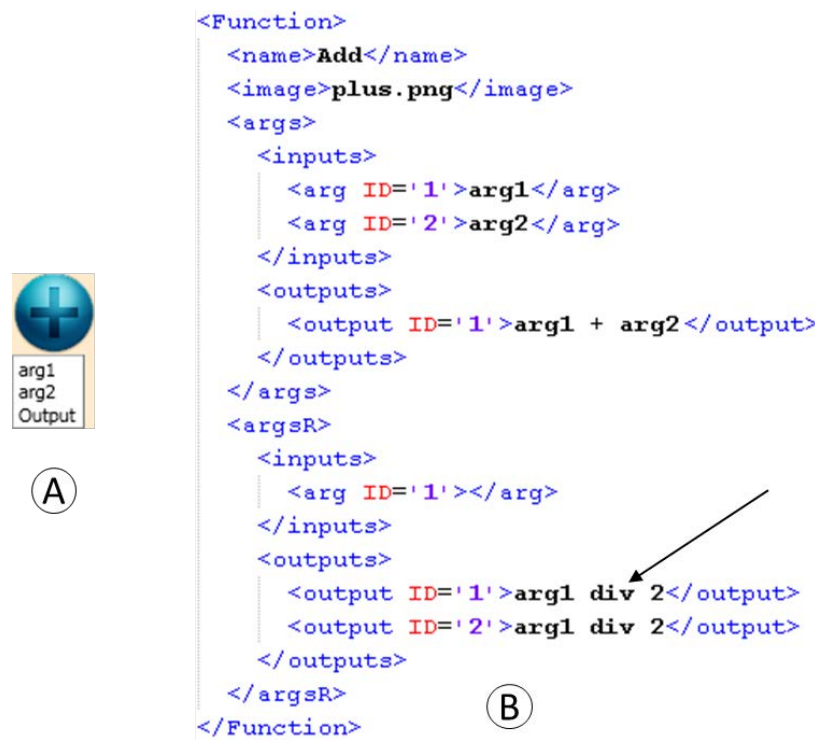 <Function>
<name>Add</name>
<image>plus.png</image>
<args>
<inputs>
<arg ID='1'>arg1</arg>
<arg ID='2'>arg2</arg>
</inputs>
<outputs>
<output ID='1'>arg1 + arg2</output>
</outputs>
</args>
<argsR>
<inputs>
<arg ID='1'></arg>
</inputs>
<outputs>
<output ID='1'>arg1 div 2</output>
<output ID='2'>arg1 div 2</output>
</outputs>
</argsR>
</Function>
arg1
arg2
Output
A
B